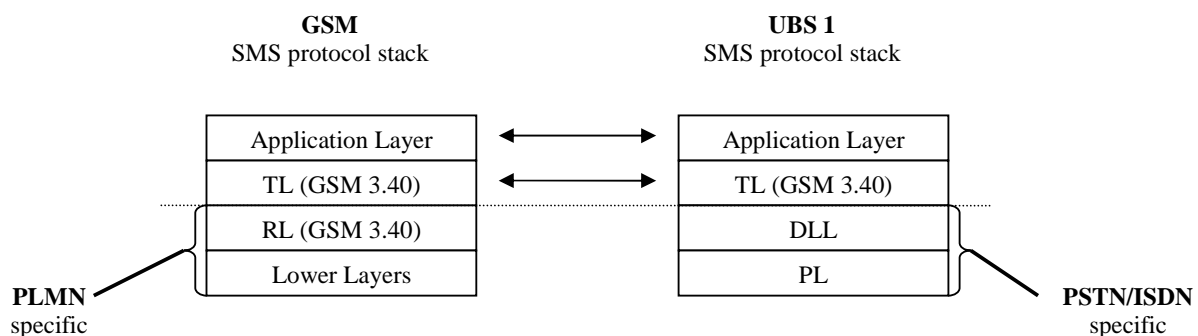 GSM
SMS protocol stack
UBS 1
SMS protocol stack
Application Layer
TL (GSM 3.40)
RL (GSM 3.40)
Lower Layers
Application Layer
TL (GSM 3.40)
DLL
PL
PLMN
specific
PSTN/ISDN
specific